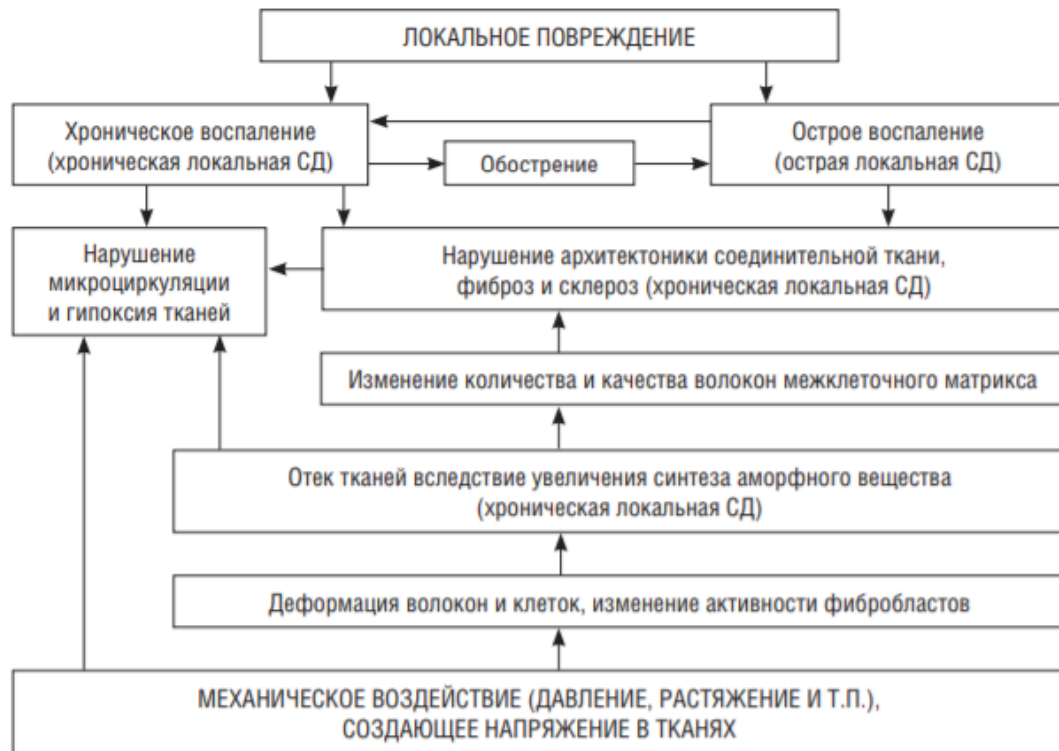 ЛОКАЛЬНОЕ ПОВРЕЖДЕНИЕ
Хроническое воспаление
(хроническая локальная СД)
Обострение
Острое воспаление
(острая локальная СД)
Нарушение
микроциркуляции
и гипоксия тканей
Нарушение архитектоники соединительной ткани,
фиброз и склероз (хроническая локальная СД)
Изменение количества и качества волокон межклеточного матрикса
Отек тканей вследствие увеличения синтеза аморфного вещества
(хроническая локальная СД)
Деформация волокон и клеток, изменение активности фибробластов
МЕХАНИЧЕСКОЕ ВОЗДЕЙСТВИЕ (ДАВЛЕНИЕ, РАСТЯЖЕНИЕ И Т.П.),
СОЗДАЮЩЕЕ НАПРЯЖЕНИЕ В ТКАНЯХ